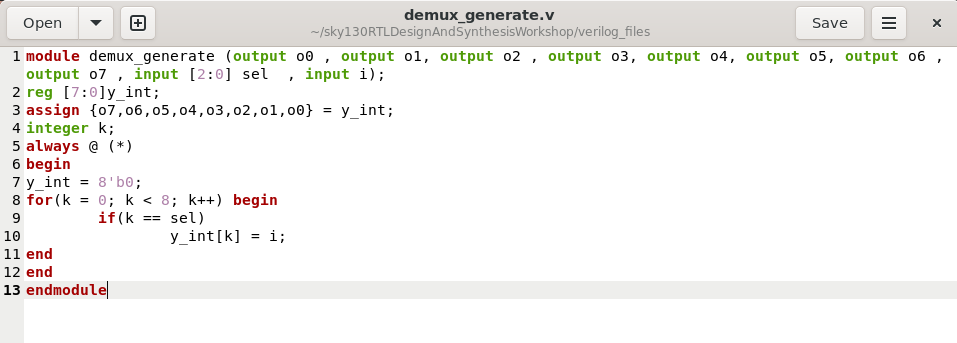 Open
demux_generate.v
~/sky130RTLDesignAndSynthesisWorkshop/verilog_files
Save
1 module demux_generate (output o0 , output o1, output o2 , output o3, output o4, output o5, output o6 ,
output o7 , input [2:0] sel  , input i);
2 reg [7:0]y_int;
3 assign {o7,o6,o5,o4,o3,o2,o1,o0} = y_int;
4 integer k;
5 always @ (*)
6 begin
7 y_int = 8'b0;
8 for(k = 0; k < 8; k++) begin
9         if(k == sel)
10                 y_int[k] = i;
11 end
12 end
13 endmodule